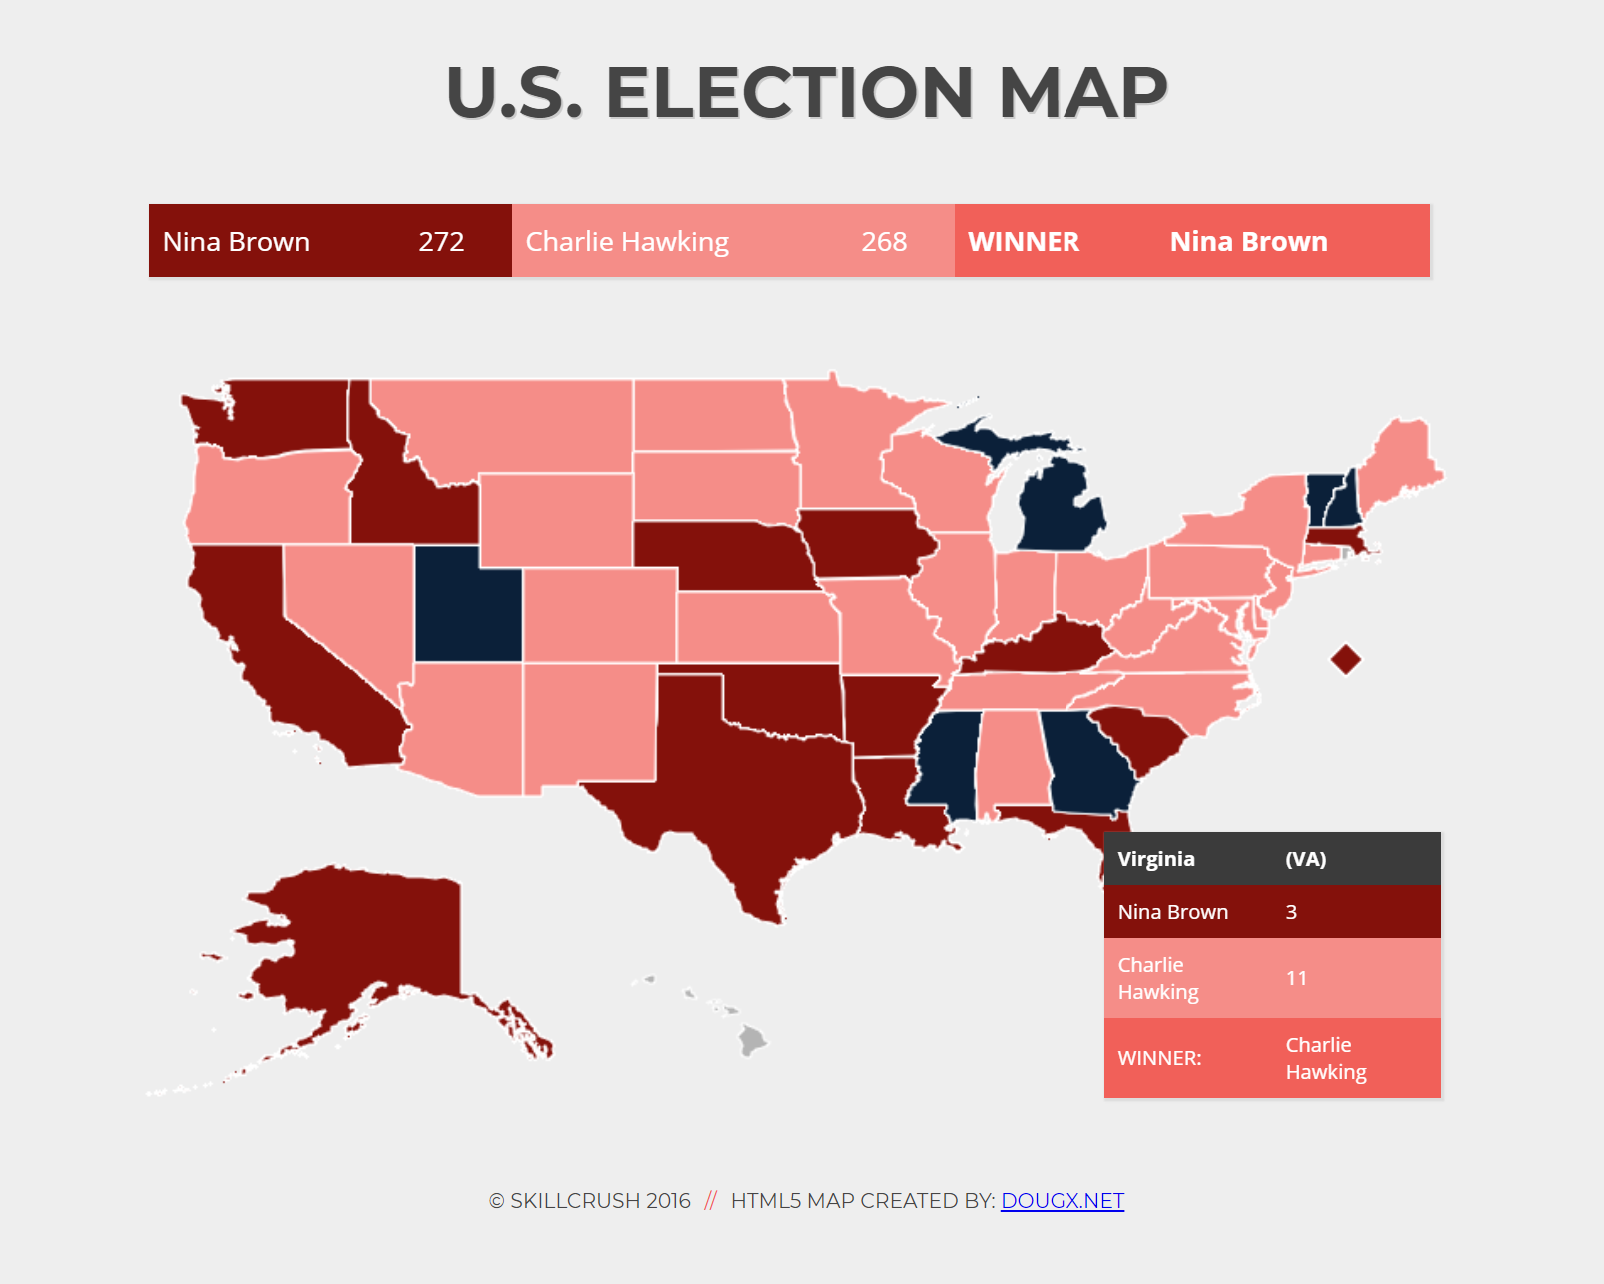 U.S. ELECTION MAP
Nina Brown 272 Charlie Hawking 268 WINNER Nina Brown
Virginia (VA)
Nina Brown 3
Charlie
Hawking 11
WINNER: Charlie
Hawking
© SKILLCRUSH 2016 // HTML5 MAP CREATED BY: DOUGX.NET